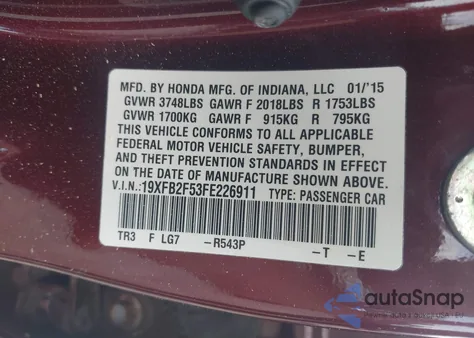 MFD. BY HONDA MFG. OF INDIANA, LLC 01/'15
GVWR 3748LBS GAWR F 2018LBS R 1753LBS
GVWR 1700KG GAWR F 915KG R 795KG
THIS VEHICLE CONFORMS TO ALL APPLICABLE
FEDERAL MOTOR VEHICLE SAFETY, BUMPER,
AND THEFT PREVENTION STANDARDS IN EFFECT
ON THE DATE OF MANUFACTURE SHOWN ABOVE.
V.I.N.: 19XFB2F53FE226911 TYPE: PASSENGER CAR
TR3 F LG7 -R543P -T -E
autoSnap